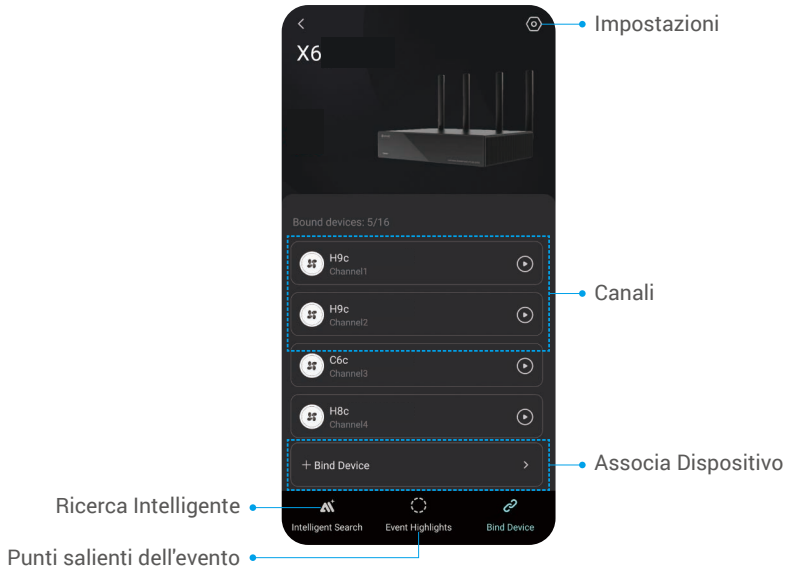 Impostazioni
X6
Bound devices: 5/16
H9c
Channel1
H9c
Channel2
Canali
C6c
Channel3
H8c
Channel4
+ Bind Device
Associa Dispositivo
Ricerca Intelligente
Intelligent Search
Event Highlights
Bind Device
Punti salienti dell'evento